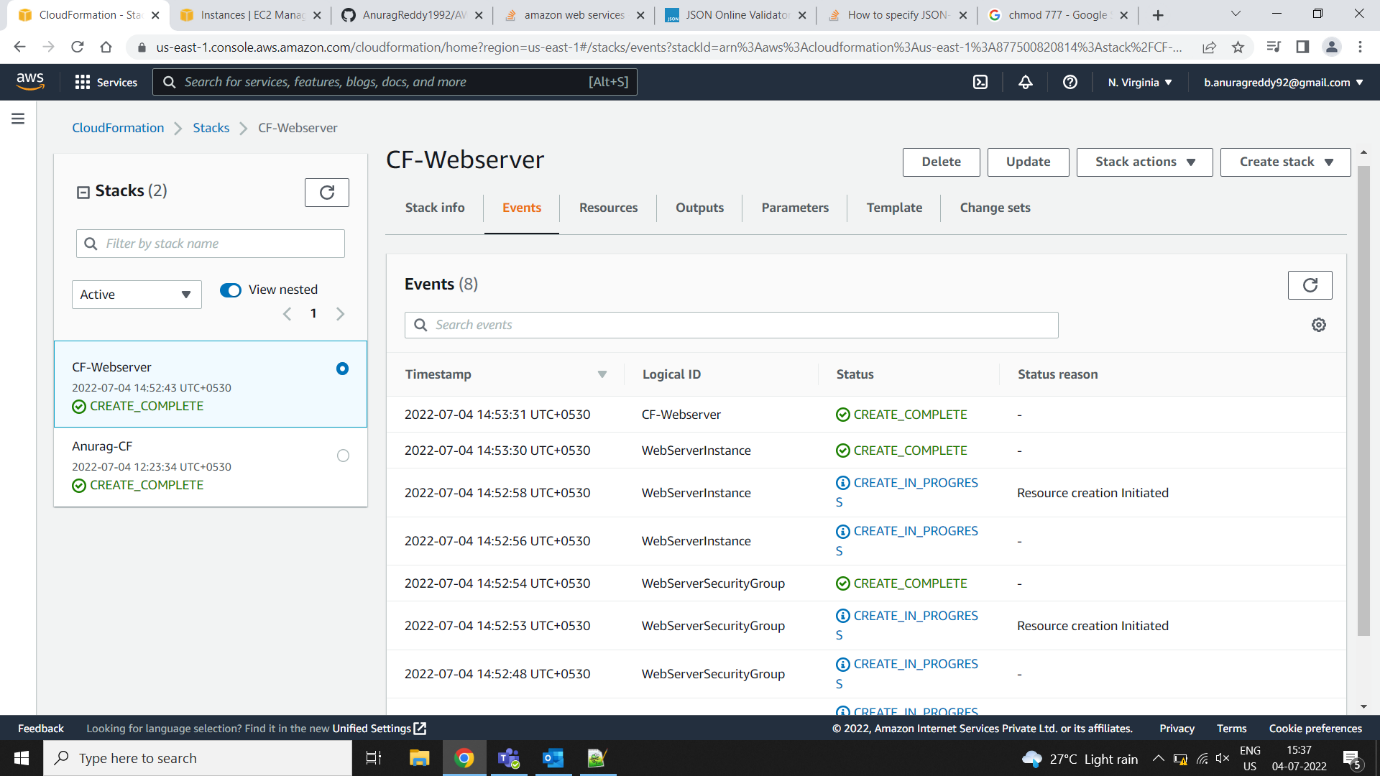 CloudFormation - Sta
Instances | EC2 Manag
AnuragReddy1992/AW
amazon web services
JSON Online Validator
How to specify JSON-
chmod 777 - Google S
us-east-1.console.aws.amazon.com/cloudformation/home?region=us-east-1#/stacks/events?stackId=arn%3Aaws%3Acloudformation%3Aus-east-1%3A877500820814%3Astack%2FCF-...
aws
Services
Search for services, features, blogs, docs, and more
[Alt+S]
N. Virginia
b.anuragreddy92@gmail.com
CloudFormation
Stacks
CF-Webserver
Stacks (2)
Filter by stack name
Active
View nested
1
CF-Webserver
2022-07-04 14:52:43 UTC+0530
CREATE_COMPLETE
Anurag-CF
2022-07-04 12:23:34 UTC+0530
CREATE_COMPLETE
CF-Webserver
Delete
Update
Stack actions
Create stack
Stack info
Events
Resources
Outputs
Parameters
Template
Change sets
Events (8)
Search events
Timestamp Logical ID Status Status reason
2022-07-04 14:53:31 UTC+0530 CF-Webserver CREATE_COMPLETE -
2022-07-04 14:53:30 UTC+0530 WebServerInstance CREATE_COMPLETE -
2022-07-04 14:52:58 UTC+0530 WebServerInstance CREATE_IN_PROGRES
S Resource creation Initiated
2022-07-04 14:52:56 UTC+0530 WebServerInstance CREATE_IN_PROGRES
S -
2022-07-04 14:52:54 UTC+0530 WebServerSecurityGroup CREATE_COMPLETE -
2022-07-04 14:52:53 UTC+0530 WebServerSecurityGroup CREATE_IN_PROGRES
S Resource creation Initiated
2022-07-04 14:52:48 UTC+0530 WebServerSecurityGroup CREATE_IN_PROGRES
S -
CREATE_IN_PROGRES
Feedback
Looking for language selection? Find it in the new Unified Settings
© 2022, Amazon Internet Services Private Ltd. or its affiliates.
Privacy
Terms
Cookie preferences
Type here to search
27°C Light rain
ENG
US
15:37
04-07-2022
5